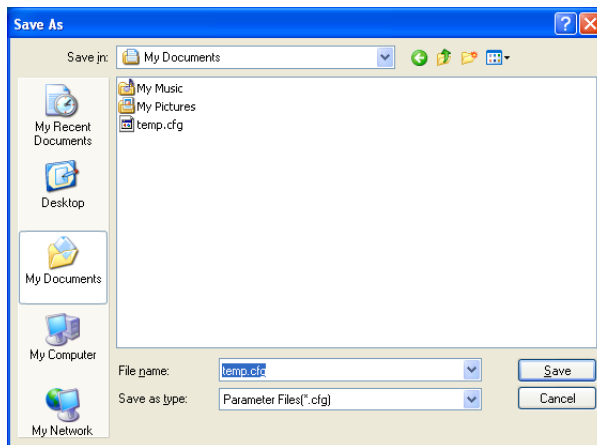 Save As
Save in: My Documents
My Recent
Documents
Desktop
My Documents
My Computer
My Network
My Music
My Pictures
temp.cfg
File name: temp.cfg
Save
Save as type: Parameter Files(*.cfg)
Cancel